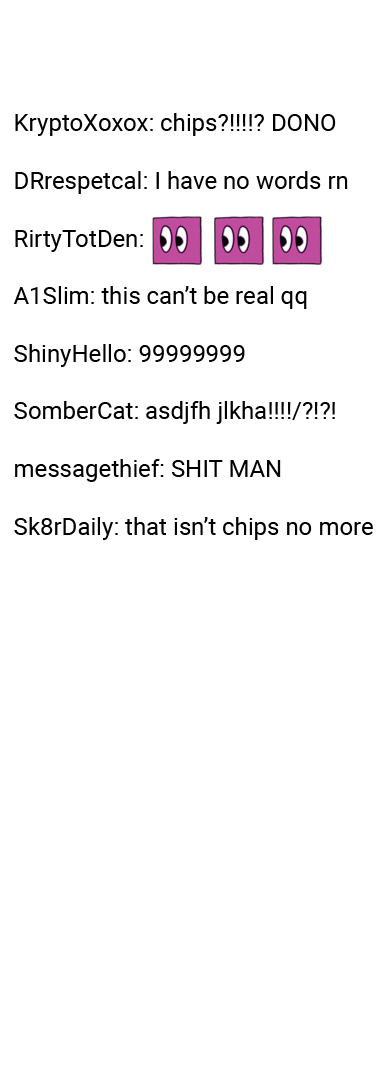 KryptoXoxox: chips?!!!!? DONO
DRrespetcal: I have no words rn
RirtyTotDen:
A1Slim: this can’t be real qq
ShinyHello: 99999999
SomberCat: asdjfh jlkha!!!!/?!?!
messagethief: SHIT MAN
Sk8rDaily: that isn’t chips no more